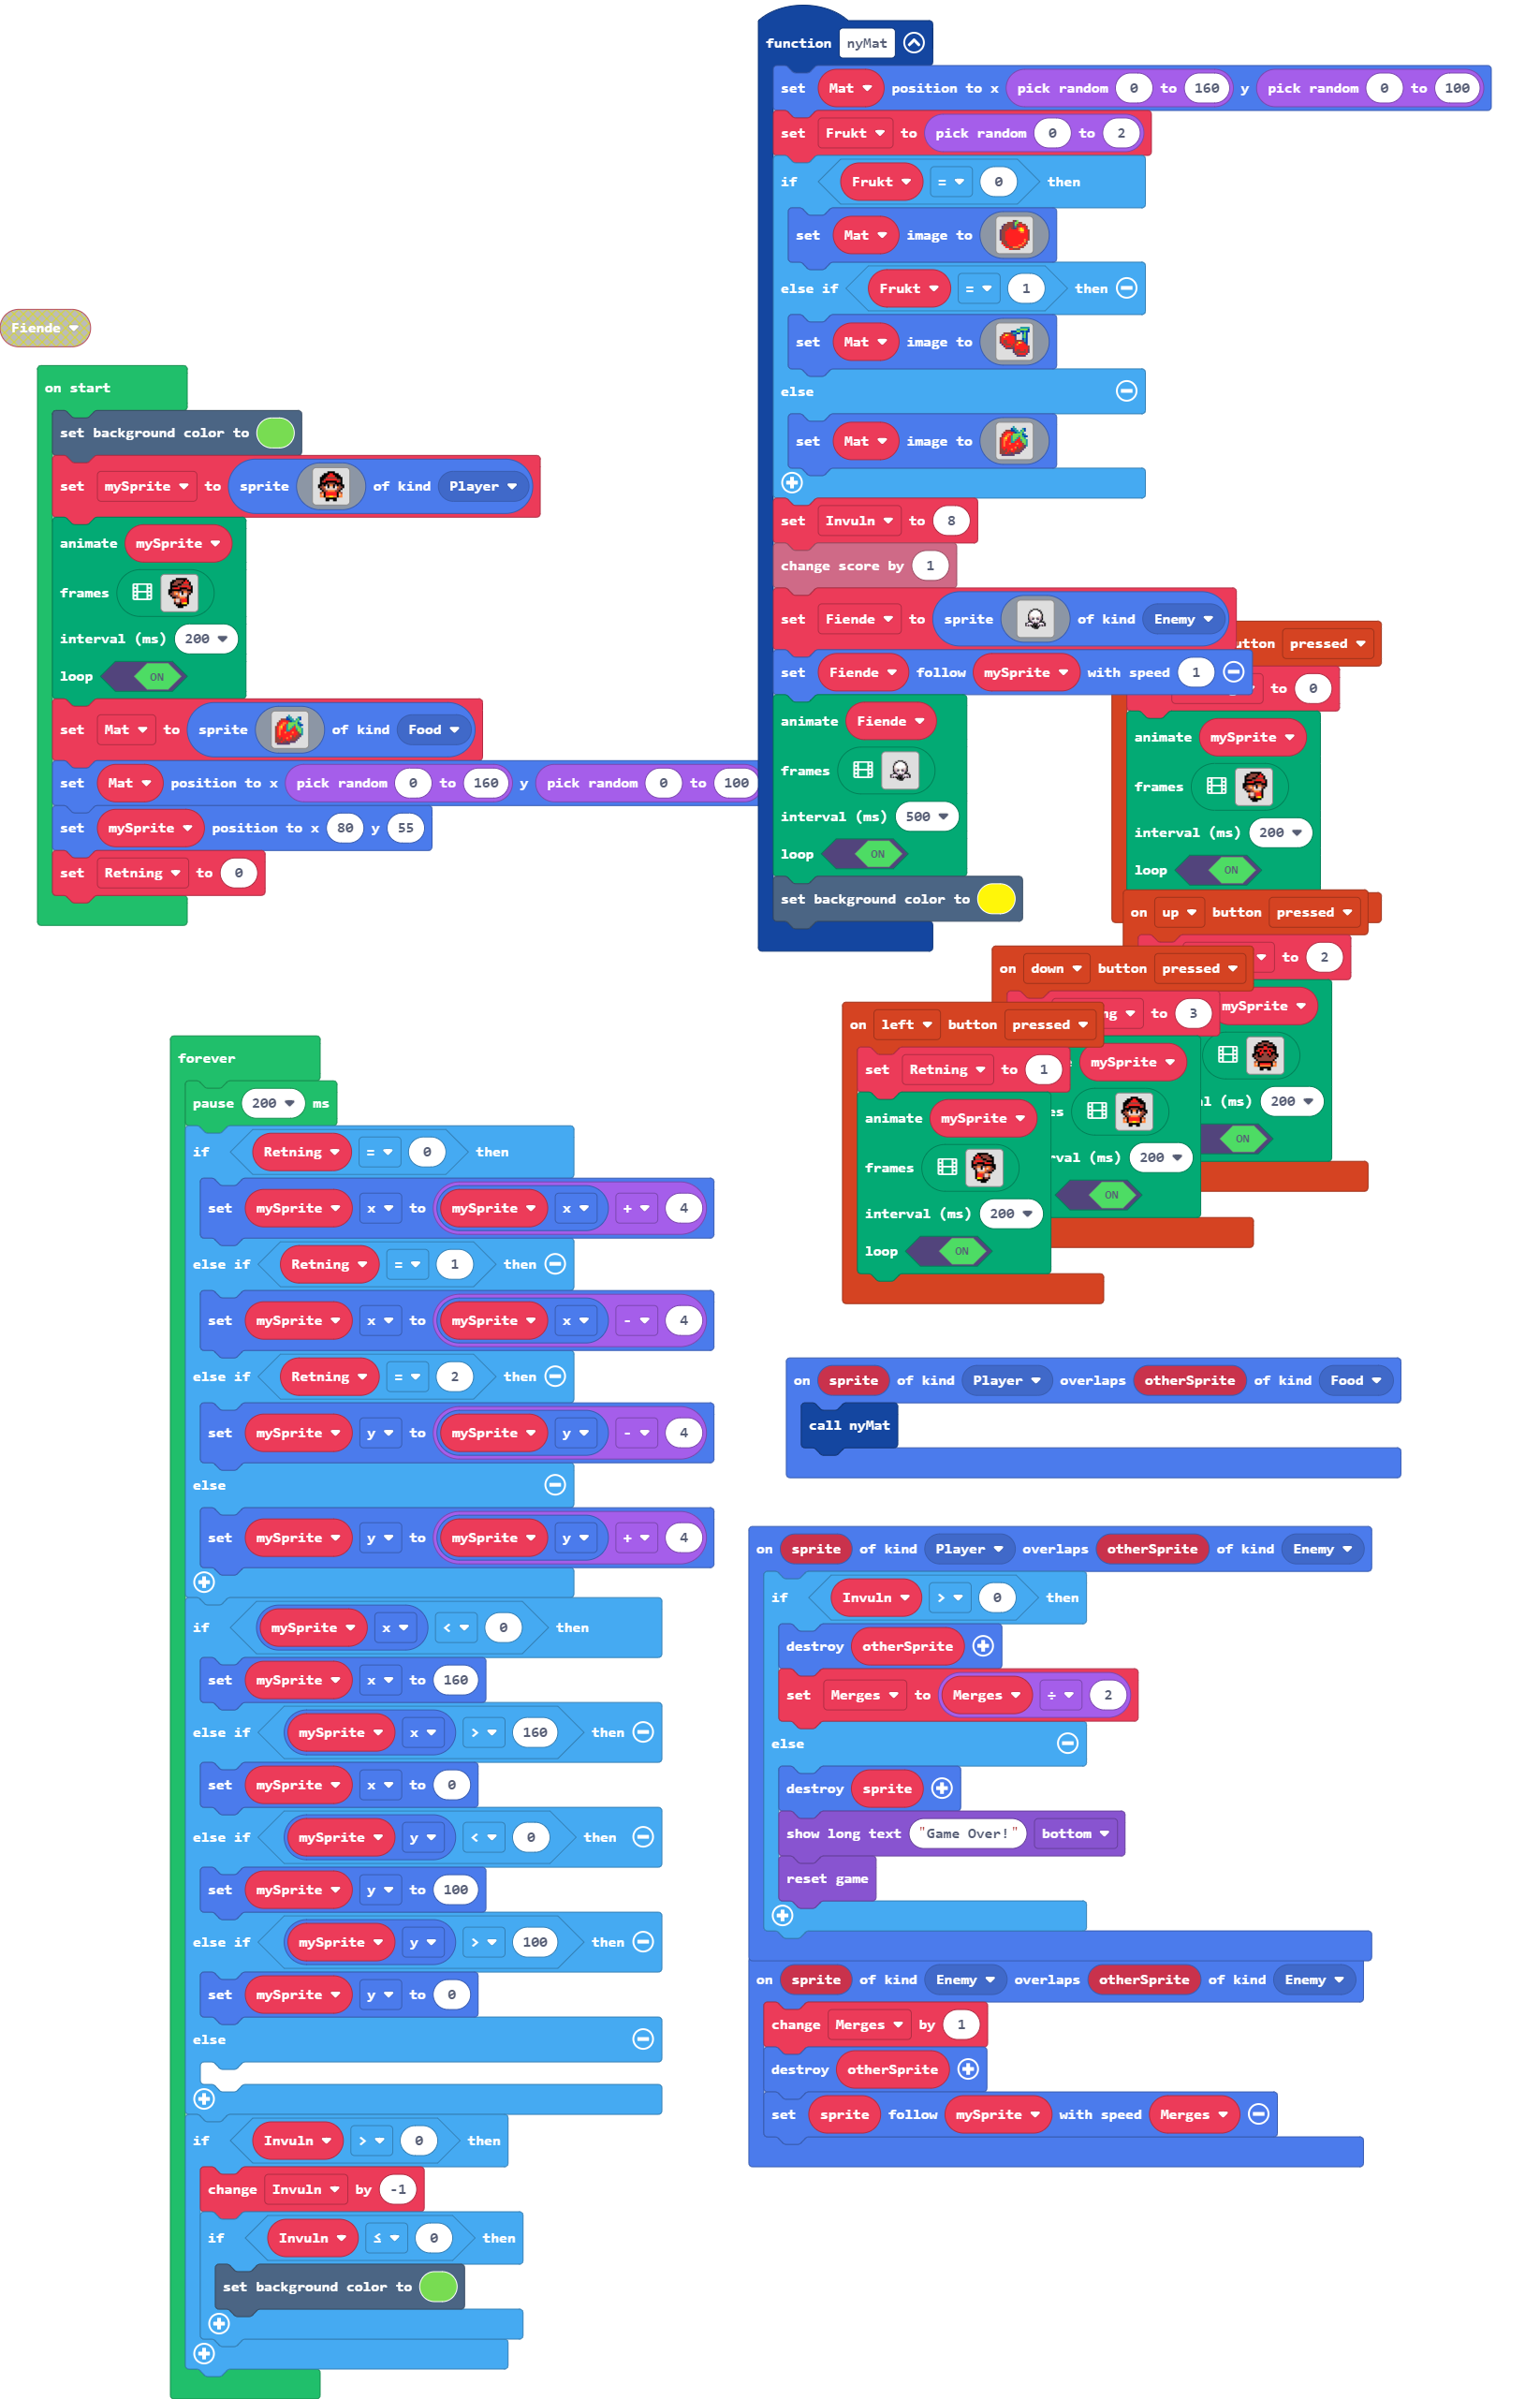 function nyMat
set Mat position to x pick random 0 to 160 y pick random 0 to 100
set Frukt to pick random 0 to 2
if Frukt = 0 then
set Mat image to
else if Frukt = 1 then
set Mat image to
else
set Mat image to
set Invuln to 8
change score by 1
set Fiende to sprite of kind Enemy
set Fiende follow mySprite with speed 1
animate Fiende
frames
interval (ms) 500
loop ON
set background color to
Fiende
on start
set background color to
set mySprite to sprite of kind Player
animate mySprite
frames
interval (ms) 200
loop ON
set Mat to sprite of kind Food
set Mat position to x pick random 0 to 160 y pick random 0 to 100
set mySprite position to x 80 y 55
set Retning to 0
pressed
to 0
animate mySprite
frames
interval (ms) 200
loop ON
on up button pressed
to 2
mySprite
(ms) 200
ON
on down button pressed
to 3
mySprite
200
ON
on left button pressed
set Retning to 1
animate mySprite
frames
interval (ms) 200
loop ON
forever
pause 200 ms
if Retning = 0 then
set mySprite x to mySprite x + 4
else if Retning = 1 then
set mySprite x to mySprite x - 4
else if Retning = 2 then
set mySprite y to mySprite y - 4
else
set mySprite y to mySprite y + 4
if mySprite x < 0 then
set mySprite x to 160
else if mySprite x > 160 then
set mySprite x to 0
else if mySprite y < 0 then
set mySprite y to 100
else if mySprite y > 100 then
set mySprite y to 0
else
if Invuln > 0 then
change Invuln by -1
if Invuln ≤ 0 then
set background color to
on sprite of kind Player overlaps otherSprite of kind Food
call nyMat
on sprite of kind Player overlaps otherSprite of kind Enemy
if Invuln > 0 then
destroy otherSprite
set Merges to Merges ÷ 2
else
destroy sprite
show long text "Game Over!" bottom
reset game
on sprite of kind Enemy overlaps otherSprite of kind Enemy
change Merges by 1
destroy otherSprite
set sprite follow mySprite with speed Merges